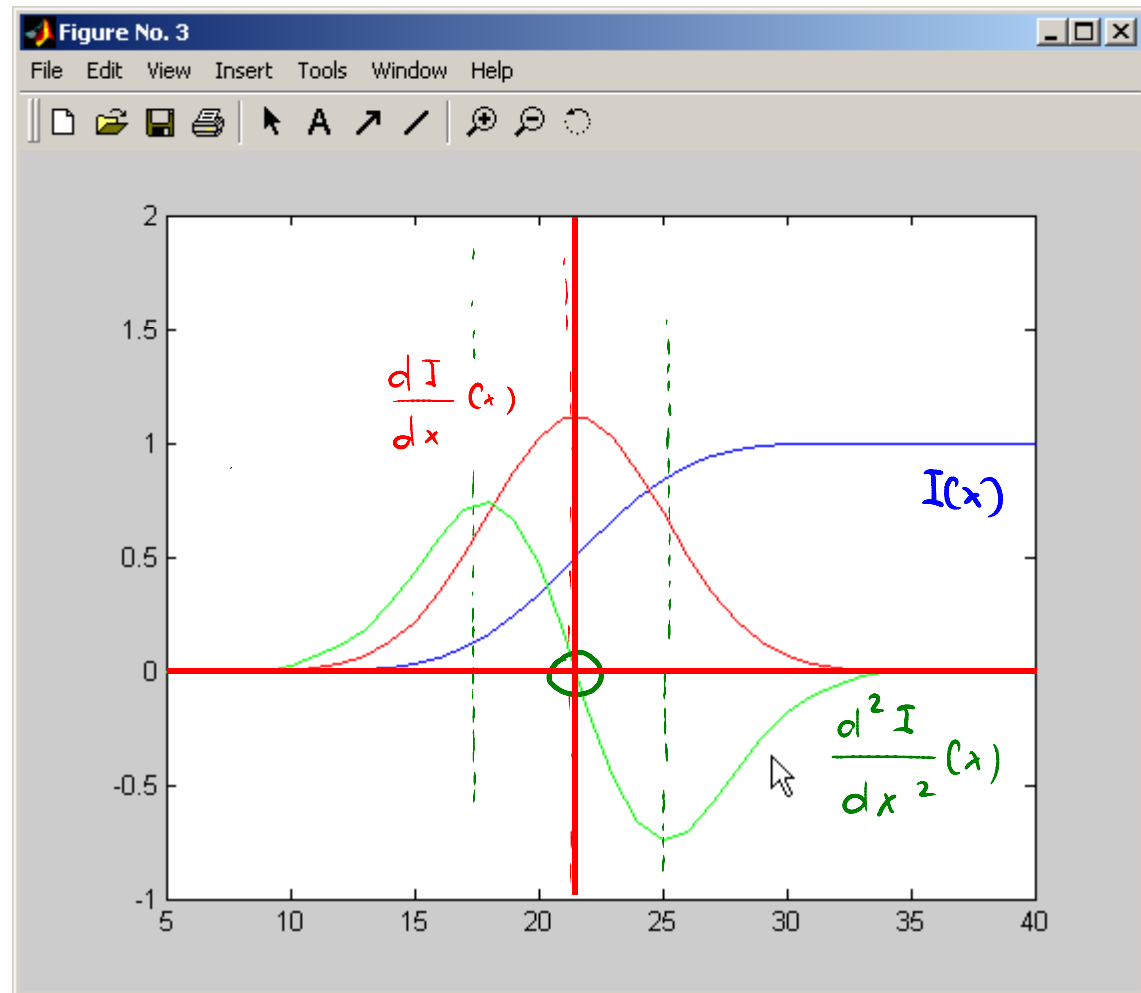 Figure No. 3
File Edit View Insert Tools Window Help
A
2
1.5
1
0.5
0
-0.5
-1
5 10 15 20 25 30 35 40
dI
dx (x)
I(x)
d² I
dx² (x)